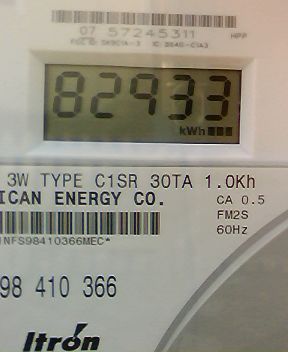 07 57245311 HPP
82933
kWh
3W TYPE C1SR 30TA 1.0Kh
ICAN ENERGY CO. CA 0.5
FM2S
NFS98410366MEC* 60Hz
98 410 366
Itron